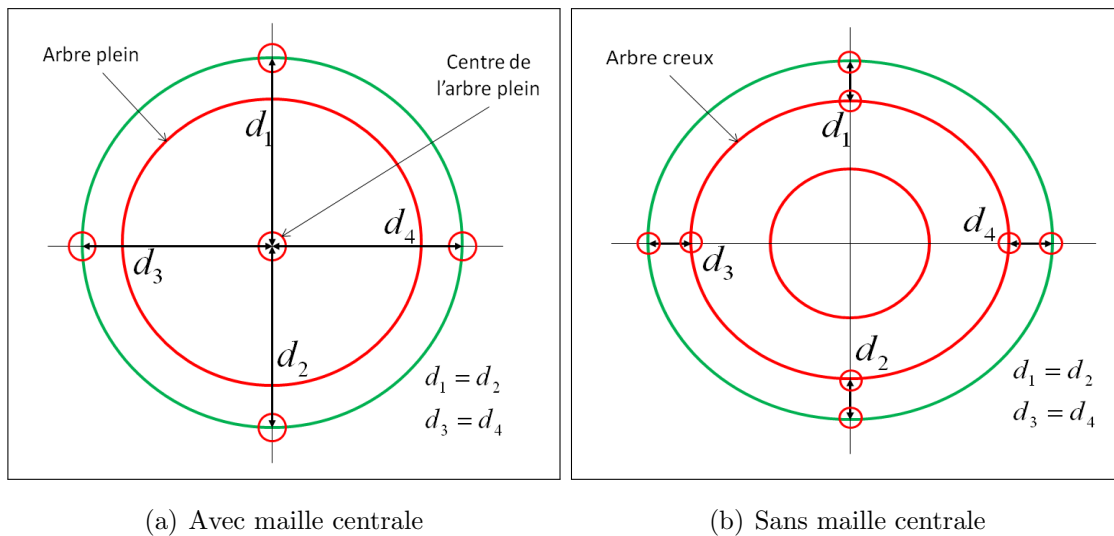 Arbre plein
Centre de
l'arbre plein
d1
d4
d3
d2
d1 = d2
d3 = d4
(a) Avec maille centrale
Arbre creux
d1
d4
d3
d2
d1 = d2
d3 = d4
(b) Sans maille centrale